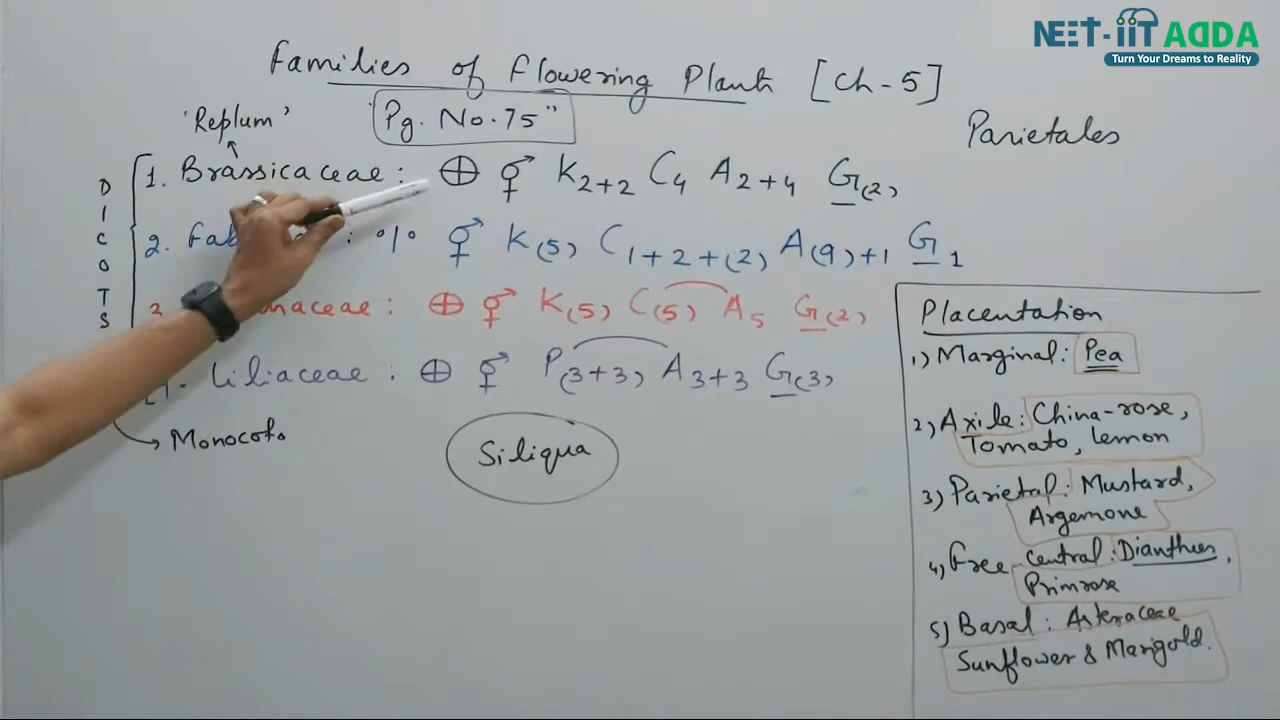 NEET-iiT ADDA
Turn Your Dreams to Reality
Families of Flowering Plants [Ch-5]
"Pg. No. 75"
'Replum'
Parietales
DICOTS
1. Brassicaceae: ⊕ ⚥ K2+2 C4 A2+4 G(2)
2. Fab : % ⚥ K(5) C1+2+(2) A(9)+1 G1
3. naceae: ⊕ ⚥ K(5) C(5) A5 G(2)
Liliaceae: ⊕ ⚥ P(3+3) A3+3 G(3)
Monocots
Siliqua
Placentation
1) Marginal: Pea
2) Axile: China-rose,
Tomato, Lemon
3) Parietal: Mustard,
Argemone
4) Free central: Dianthus,
Primrose
5) Basal: Asteraceae
Sunflower & Marigold.